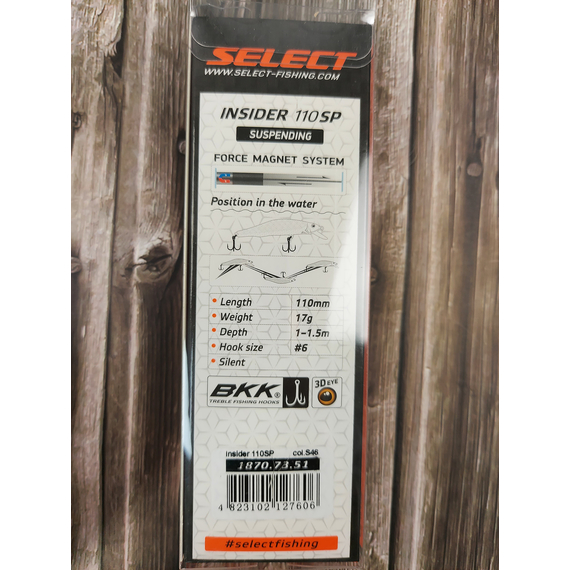 SELECT
WWW.SELECT-FISHING.COM
INSIDER 110SP
SUSPENDING
FORCE MAGNET SYSTEM
Position in the water
• Length 110mm
• Weight 17g
• Depth 1-1.5m
• Hook size #6
• Silent
BKK®
TREBLE FISHING HOOKS
3D EYE
Insider 110SP col.S46
1870.73.51
4 823102 127606
#selectfishing